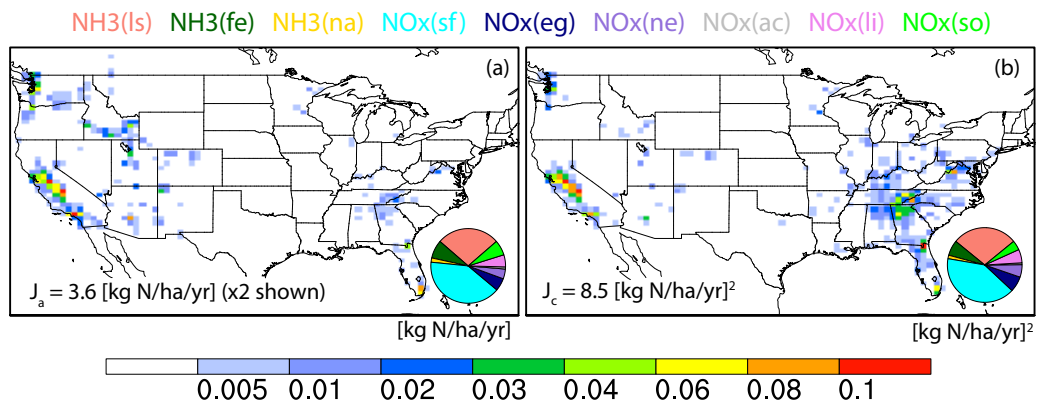 NH3(ls) NH3(fe) NH3(na) NOx(sf) NOx(eg) NOx(ne) NOx(ac) NOx(li) NOx(so)
(a) (b)
Jₐ = 3.6 [kg N/ha/yr] (x2 shown) J_c = 8.5 [kg N/ha/yr]²
[kg N/ha/yr] [kg N/ha/yr]²
0.005 0.01 0.02 0.03 0.04 0.06 0.08 0.1